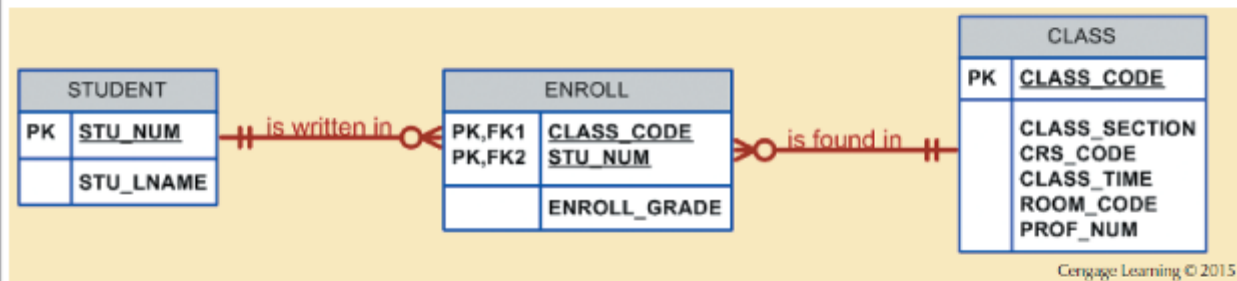 STUDENT
PK STU_NUM
STU_LNAME
is written in
ENROLL
PK,FK1 CLASS_CODE
PK,FK2 STU_NUM
ENROLL_GRADE
is found in
CLASS
PK CLASS_CODE
CLASS_SECTION
CRS_CODE
CLASS_TIME
ROOM_CODE
PROF_NUM
Cengage Learning © 2015